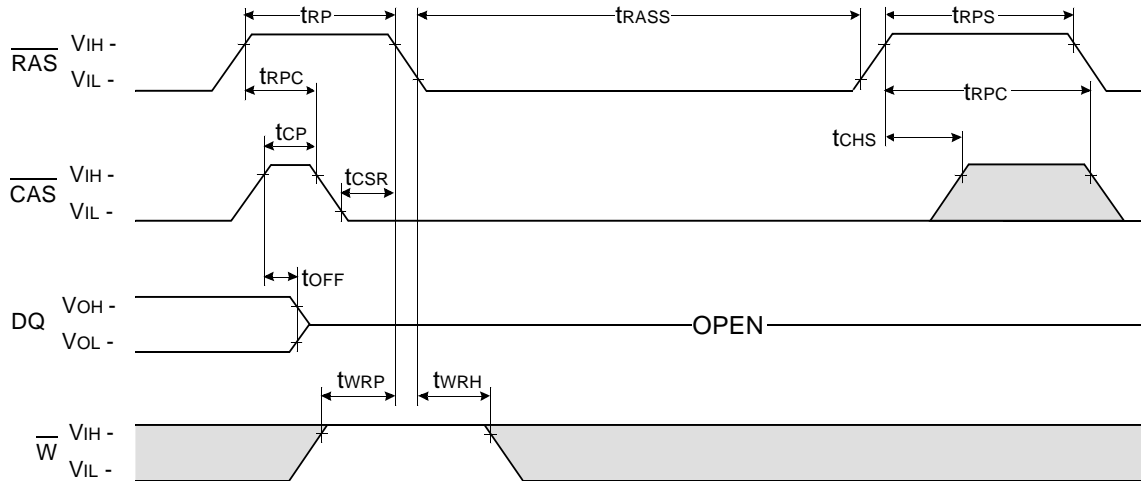 tRP tRASS tRPS
RAS VIH -
VIL -
tRPC tRPC
tCP tCHS
CAS VIH -
VIL -
tCSR
tOFF
DQ VOH -
VOL -
OPEN
tWRP tWRH
W VIH -
VIL -